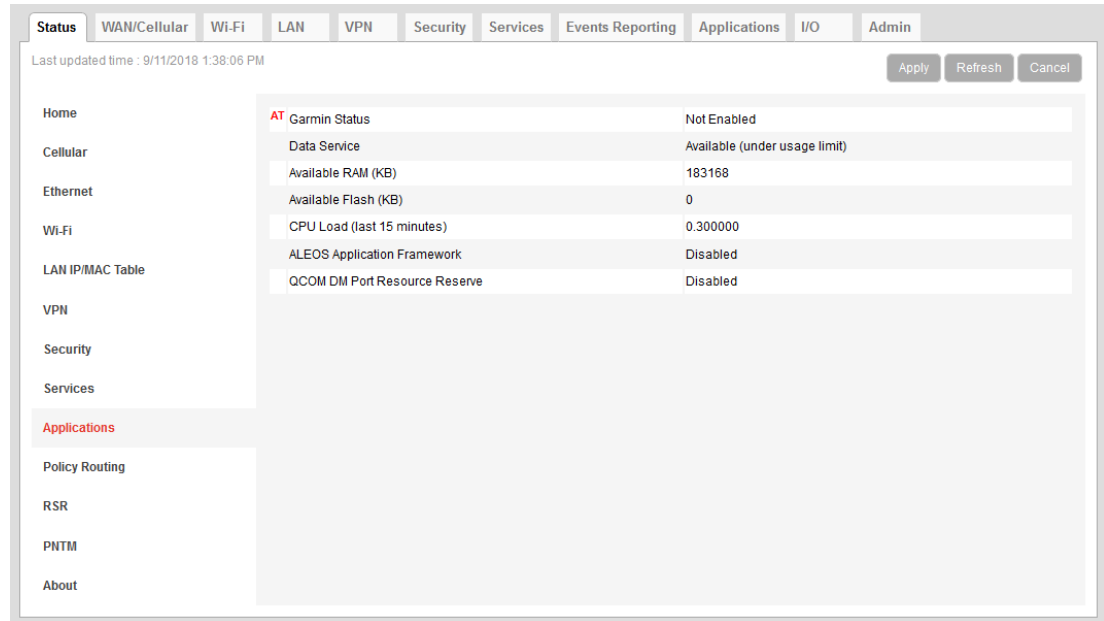 Status WAN/Cellular Wi-Fi LAN VPN Security Services Events Reporting Applications I/O Admin
Last updated time : 9/11/2018 1:38:06 PM
Apply Refresh Cancel
Home
Cellular
Ethernet
Wi-Fi
LAN IP/MAC Table
VPN
Security
Services
Applications
Policy Routing
RSR
PNTM
About
AT Garmin Status Not Enabled
Data Service Available (under usage limit)
Available RAM (KB) 183168
Available Flash (KB) 0
CPU Load (last 15 minutes) 0.300000
ALEOS Application Framework Disabled
QCOM DM Port Resource Reserve Disabled